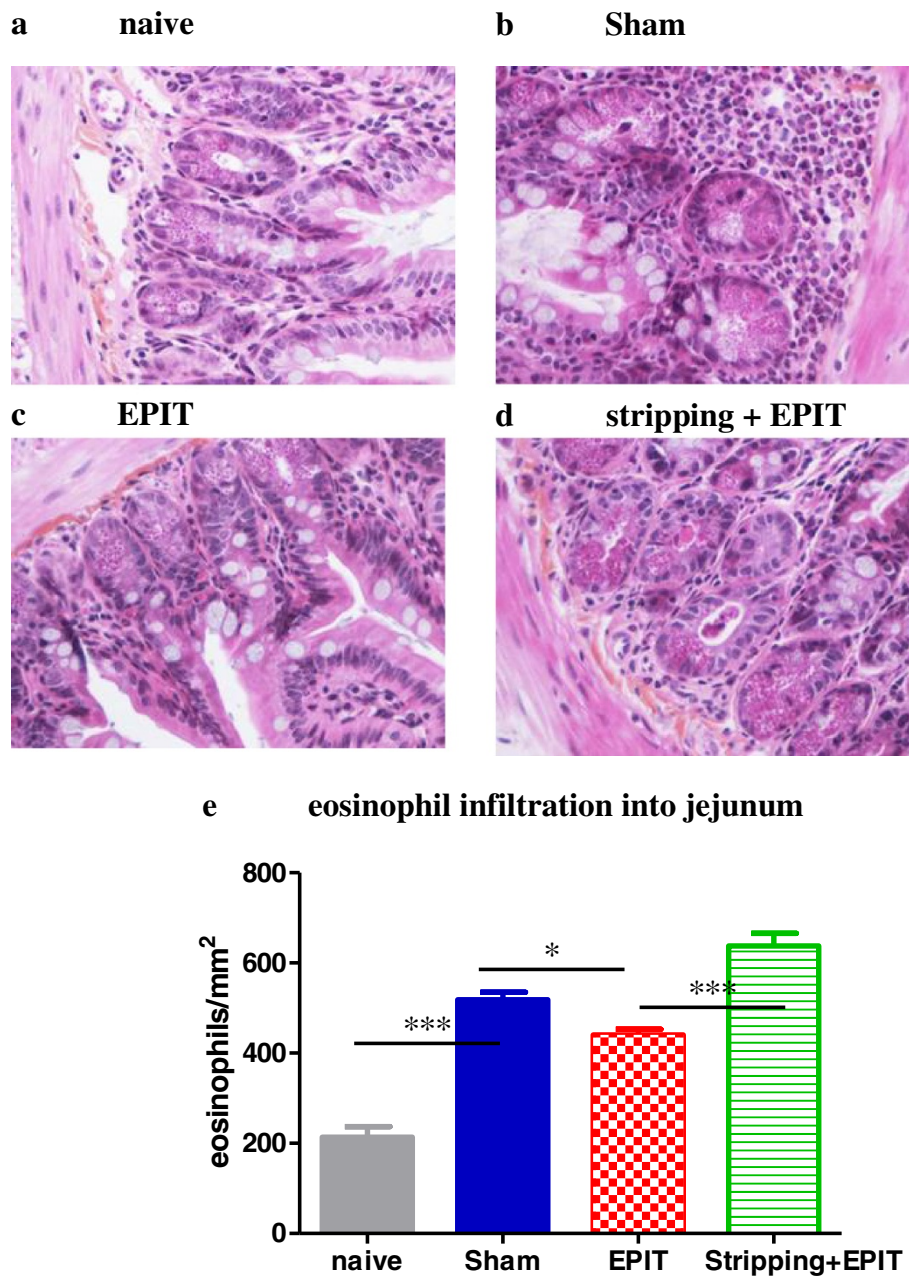 a naive
b Sham
c EPIT
d stripping + EPIT
e eosinophil infiltration into jejunum
eosinophils/mm²
800
600
400
200
0
***
*
***
naive Sham EPIT Stripping+EPIT